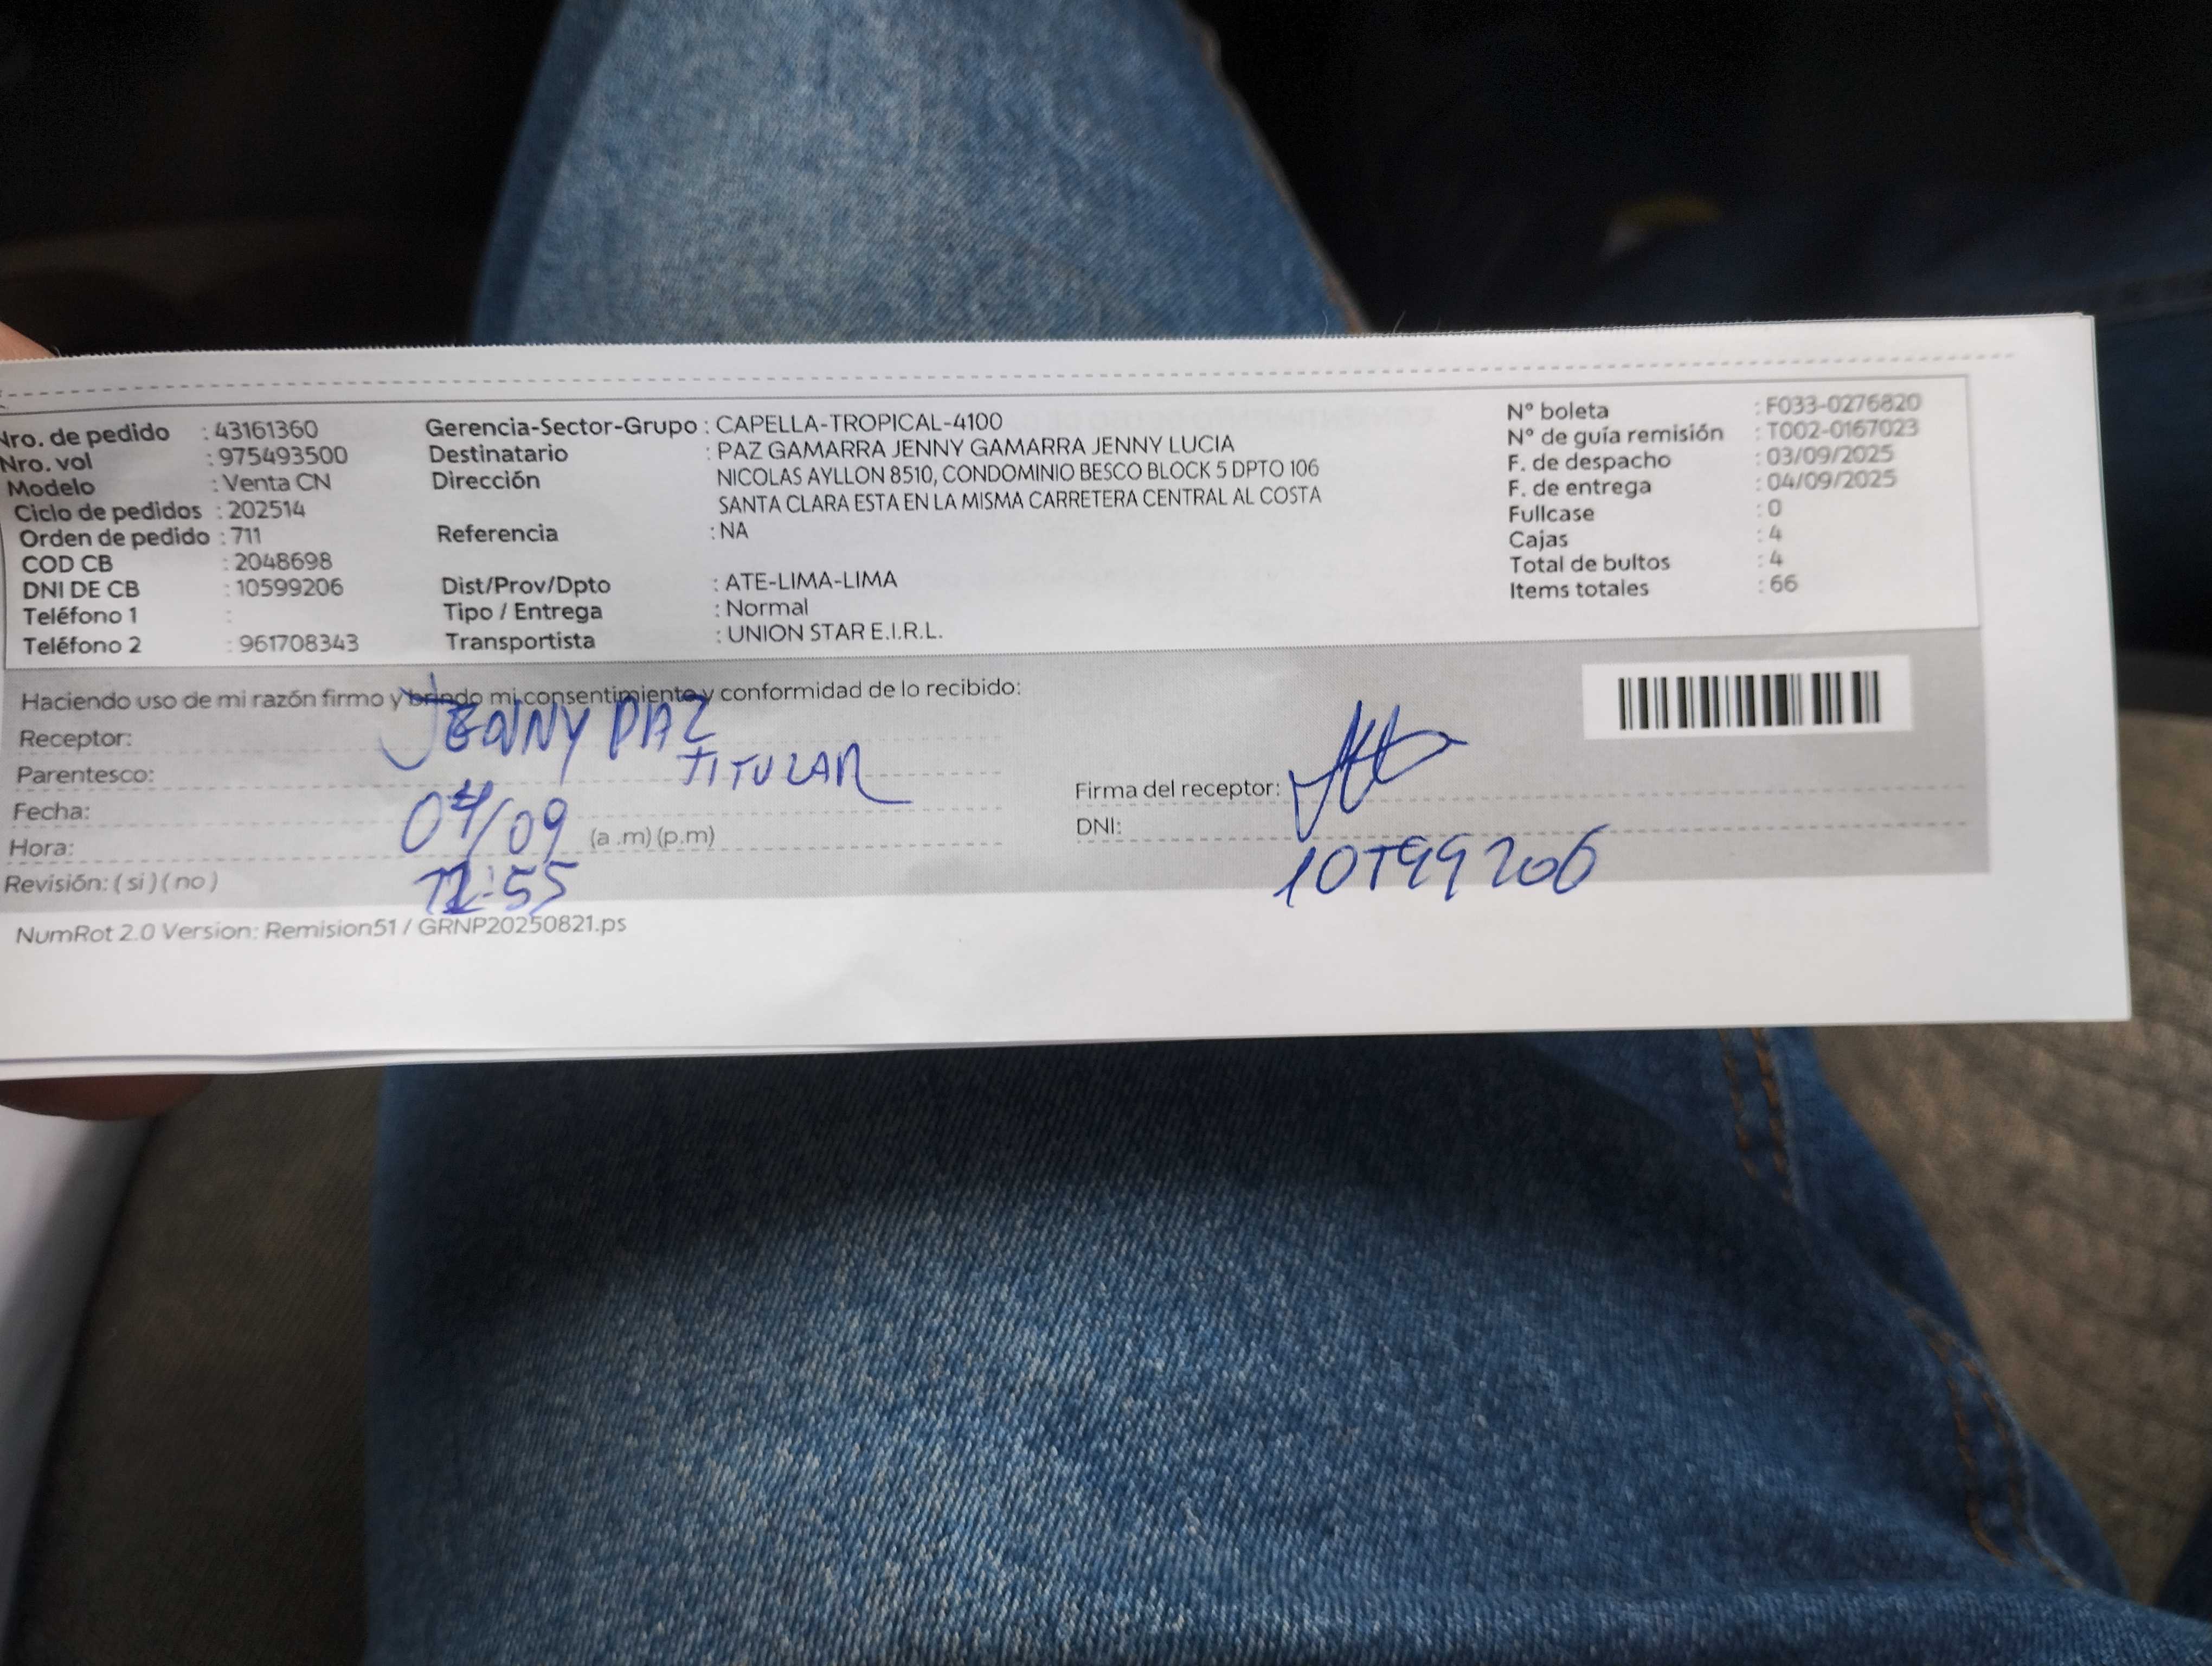 Nro. de pedido : 43161360
Nro. vol : 975493500
Modelo : Venta CN
Ciclo de pedidos : 202514
Orden de pedido : 711
COD CB : 2048698
DNI DE CB : 10599206
Teléfono 1 :
Teléfono 2 : 961708343
Gerencia-Sector-Grupo : CAPELLA-TROPICAL-4100
Destinatario : PAZ GAMARRA JENNY GAMARRA JENNY LUCIA
Dirección NICOLAS AYLLON 8510, CONDOMINIO BESCO BLOCK 5 DPTO 106
SANTA CLARA ESTA EN LA MISMA CARRETERA CENTRAL AL COSTA
Referencia : NA
Dist/Prov/Dpto : ATE-LIMA-LIMA
Tipo / Entrega : Normal
Transportista : UNION STAR E.I.R.L.
N° boleta : F033-0276820
N° de guía remisión : T002-0167023
F. de despacho : 03/09/2025
F. de entrega : 04/09/2025
Fullcase : 0
Cajas : 4
Total de bultos : 4
Items totales : 66
Haciendo uso de mi razón firmo y brindo mi consentimiento y conformidad de lo recibido:
Receptor: JENNY PAZ
Parentesco: TITULAR
Fecha: 04/09
Hora: (a .m) (p.m)
12:55
Revisión: ( si ) ( no )
Firma del receptor:
DNI:
10599206
NumRot 2.0 Version: Remision51 / GRNP20250821.ps